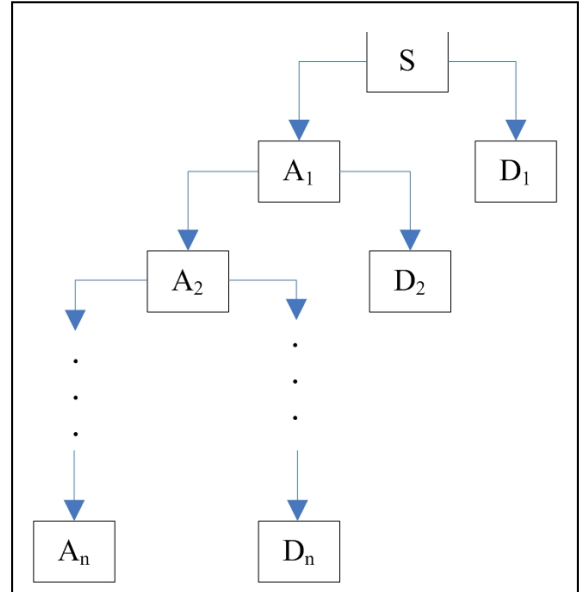 S
A₁ D₁
A₂ D₂
Aₙ Dₙ